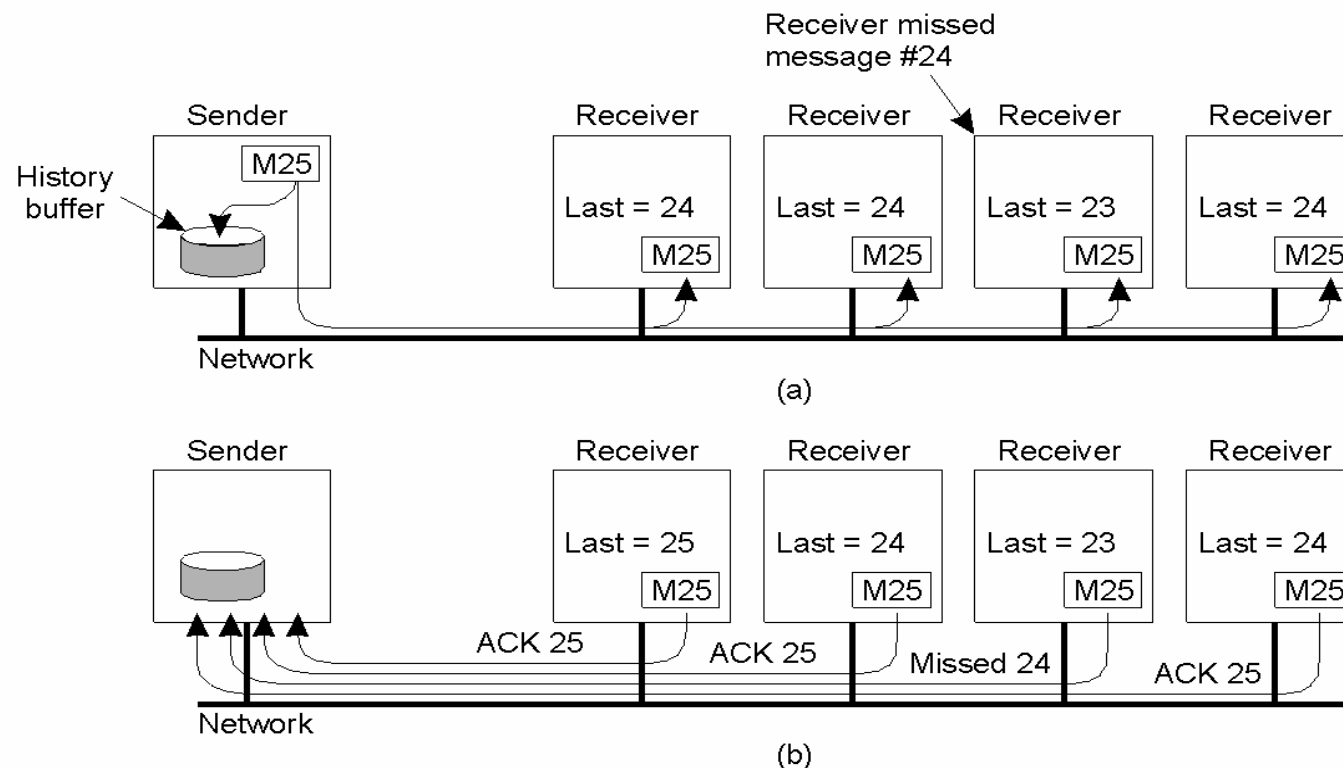 Receiver missed
message #24
Sender
Receiver
Receiver
Receiver
Receiver
M25
History
buffer
Last = 24
Last = 24
Last = 23
Last = 24
M25
M25
M25
M25
Network
(a)
Sender
Receiver
Receiver
Receiver
Receiver
Last = 25
Last = 24
Last = 23
Last = 24
M25
M25
M25
M25
ACK 25
ACK 25
Missed 24
ACK 25
Network
(b)